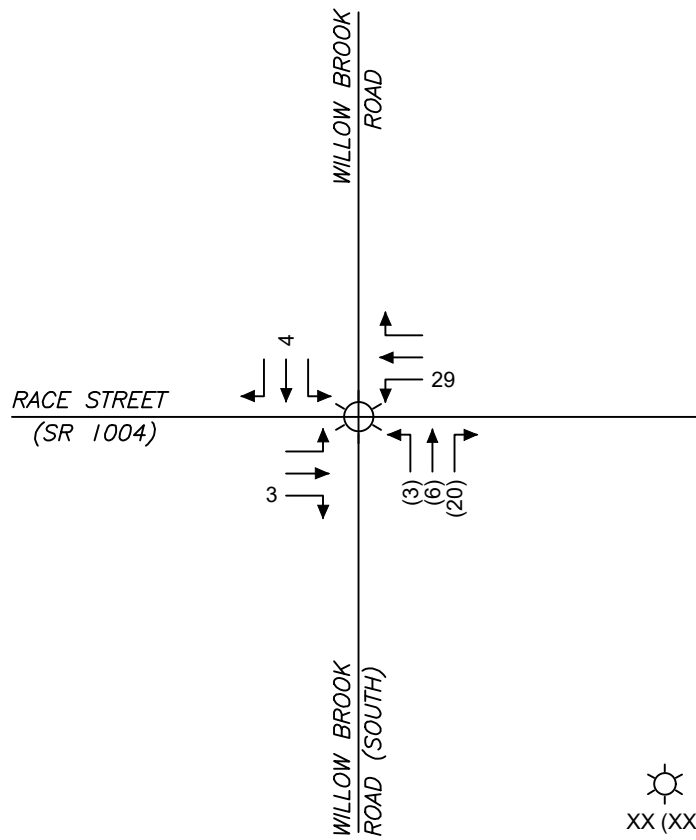 WILLOW BROOK
ROAD
4
29
RACE STREET
(SR 1004)
3
(3)
(6)
(20)
WILLOW BROOK
ROAD (SOUTH)
XX (XX